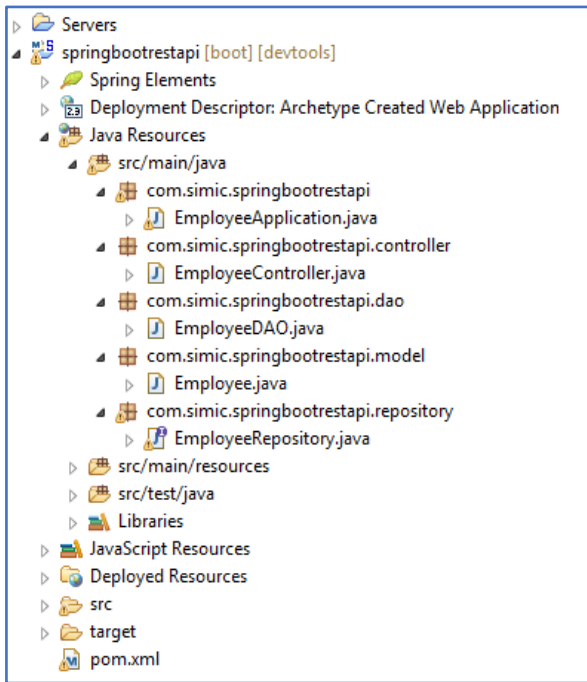 Servers
springbootrestapi [boot] [devtools]
Spring Elements
Deployment Descriptor: Archetype Created Web Application
Java Resources
src/main/java
com.simic.springbootrestapi
EmployeeApplication.java
com.simic.springbootrestapi.controller
EmployeeController.java
com.simic.springbootrestapi.dao
EmployeeDAO.java
com.simic.springbootrestapi.model
Employee.java
com.simic.springbootrestapi.repository
EmployeeRepository.java
src/main/resources
src/test/java
Libraries
JavaScript Resources
Deployed Resources
src
target
pom.xml